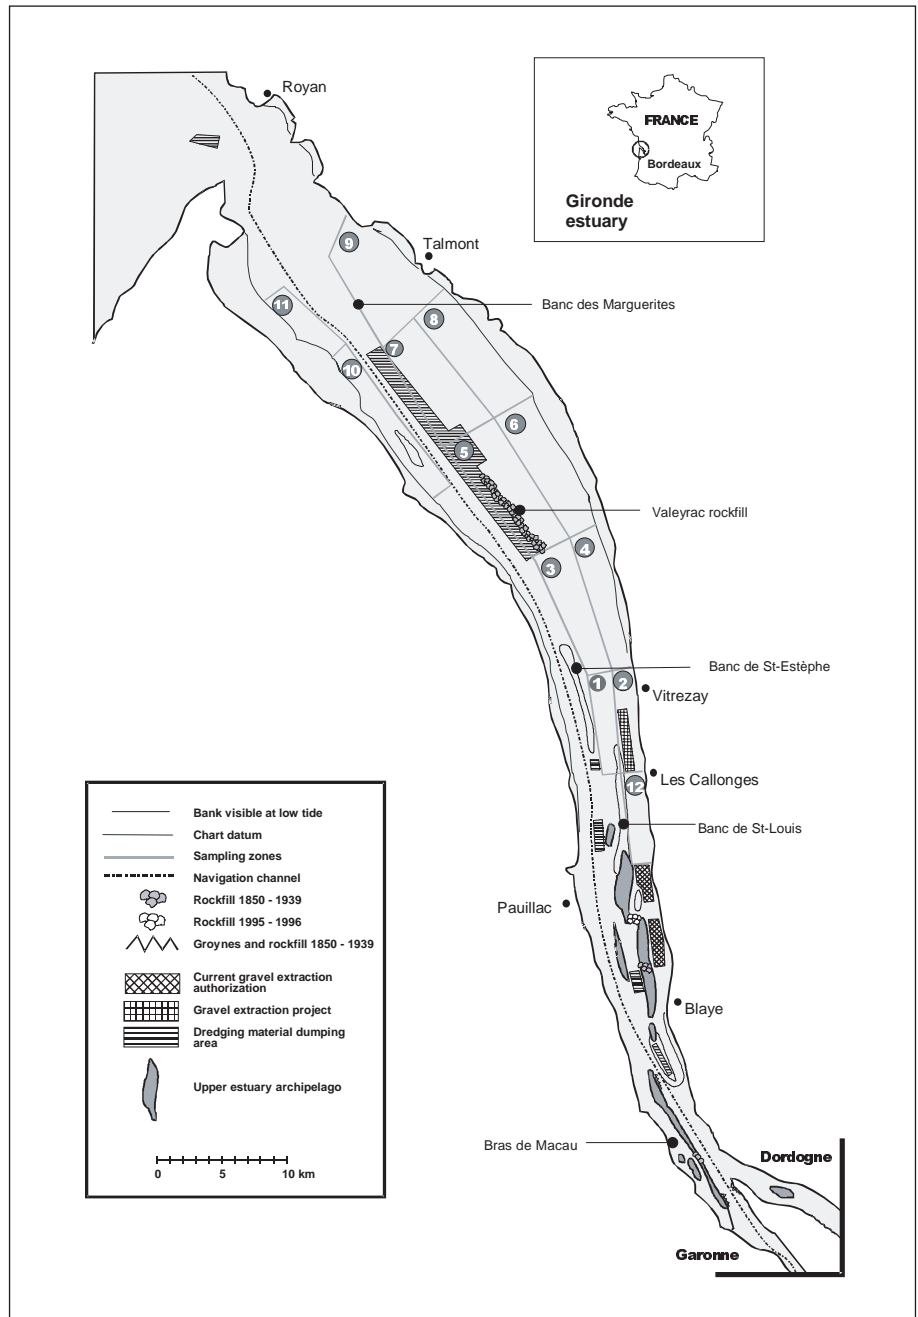 Royan
FRANCE
Bordeaux
Gironde
estuary
9
Talmont
11
8
Banc des Marguerites
7
10
6
5
Valeyrac rockfill
4
3
Banc de St-Estèphe
1
2
Vitrezay
Les Callonges
12
Banc de St-Louis
Pauillac
Blaye
Bras de Macau
Dordogne
Garonne
Bank visible at low tide
Chart datum
Sampling zones
Navigation channel
Rockfill 1850 - 1939
Rockfill 1995 - 1996
Groynes and rockfill 1850 - 1939
Current gravel extraction
authorization
Gravel extraction project
Dredging material dumping
area
Upper estuary archipelago
0 5 10 km